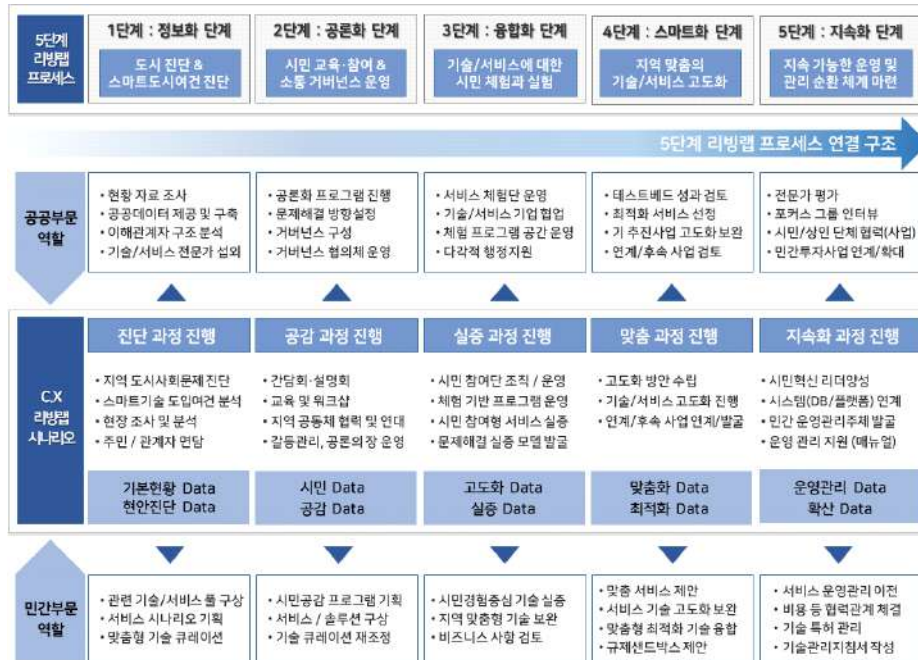 5단계
리빙랩
프로세스
1단계 : 정보화 단계
도시 진단 &
스마트도시여건 진단
2단계 : 공론화 단계
시민 교육·참여 &
소통 거버넌스 운영
3단계 : 융합화 단계
기술/서비스에 대한
시민 체험과 실험
4단계 : 스마트화 단계
지역 맞춤의
기술/서비스 고도화
5단계 : 지속화 단계
지속 가능한 운영 및
관리 순환 체계 마련
5단계 리빙랩 프로세스 연결 구조
공공부문
역할
• 현황 자료 조사
• 공공데이터 제공 및 구축
• 이해관계자 구조 분석
• 기술/서비스 전문가 섭외
• 공론화 프로그램 진행
• 문제해결 방향설정
• 거버넌스 구성
• 거버넌스 협의체 운영
• 서비스 체험단 운영
• 기술/서비스 기업 협업
• 체험 프로그램 공간 운영
• 다각적 행정지원
• 테스트베드 성과 검토
• 최적화 서비스 선정
• 기 추진사업 고도화 보완
• 연계/후속 사업 검토
• 전문가 평가
• 포커스 그룹 인터뷰
• 시민/상인 단체 협력(사업)
• 민간투자사업 연계/확대
C.X
리빙랩
시나리오
진단 과정 진행
• 지역 도시사회문제 진단
• 스마트기술 도입여건 분석
• 현장 조사 및 분석
• 주민 / 관계자 면담
기본현황 Data
현안진단 Data
공감 과정 진행
• 간담회·설명회
• 교육 및 워크샵
• 지역 공동체 협력 및 연대
• 갈등관리, 공론의 장 운영
시민 Data
공감 Data
실증 과정 진행
• 시민 참여단 조직 / 운영
• 체험 기반 프로그램 운영
• 시민 참여형 서비스 실증
• 문제해결 실증 모델 발굴
고도화 Data
실증 Data
맞춤 과정 진행
• 고도화 방안 수립
• 기술/서비스 고도화 진행
• 연계/후속 사업 연계/발굴
맞춤화 Data
최적화 Data
지속화 과정 진행
• 시민혁신 리더양성
• 시스템(DB/플랫폼) 연계
• 민간 운영관리주체 발굴
• 운영 관리 지원 (매뉴얼)
운영관리 Data
확산 Data
민간부문
역할
• 관련 기술/서비스 풀 구상
• 서비스 시나리오 기획
• 맞춤형 기술 큐레이션
• 시민공감 프로그램 기획
• 서비스 / 솔루션 구상
• 기술 큐레이션 재조정
• 시민경험중심 기술 실증
• 지역 맞춤형 기술 보완
• 비즈니스 사항 검토
• 맞춤 서비스 제안
• 서비스 기술 고도화 보완
• 맞춤형 최적화 기술 융합
• 규제샌드박스 제안
• 서비스 운영관리 이전
• 비용 등 협력관계 체결
• 기술 특허 관리
• 기술관리지침서 작성